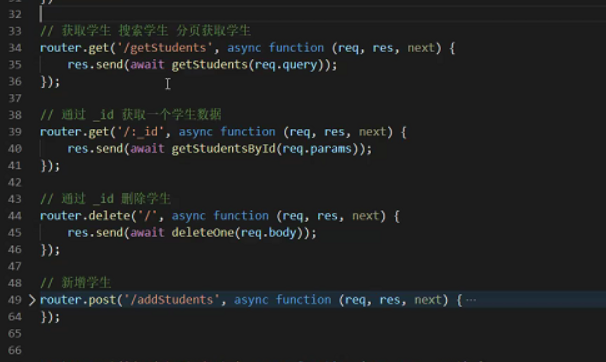 32
33 // 获取学生 搜索学生 分页获取学生
34 router.get('/getStudents', async function (req, res, next) {
35     res.send(await getStudents(req.query));
36 });
37
38 // 通过 _id 获取一个学生数据
39 router.get('/:_id', async function (req, res, next) {
40     res.send(await getStudentsById(req.params));
41 });
42
43 // 通过 _id 删除学生
44 router.delete('/', async function (req, res, next) {
45     res.send(await deleteOne(req.body));
46 });
47
48 // 新增学生
49 router.post('/addStudents', async function (req, res, next) {…
64 });
65
66